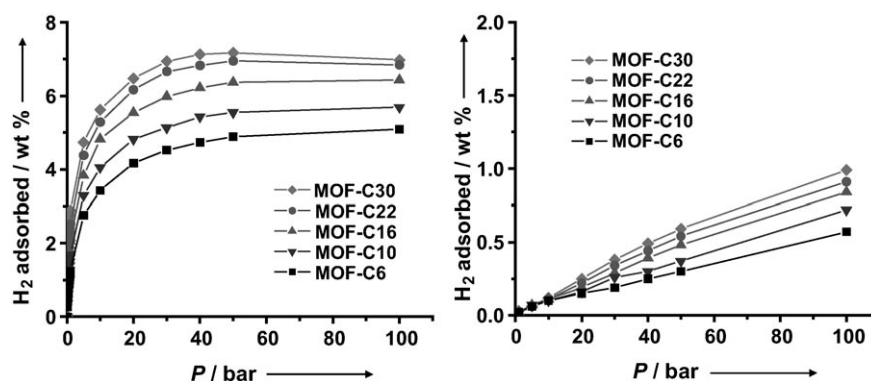 H2 adsorbed / wt %
8
6
4
2
0
MOF-C30
MOF-C22
MOF-C16
MOF-C10
MOF-C6
0 20 40 60 80 100
P / bar
H2 adsorbed / wt %
2.0
1.5
1.0
0.5
0.0
MOF-C30
MOF-C22
MOF-C16
MOF-C10
MOF-C6
0 20 40 60 80 100
P / bar